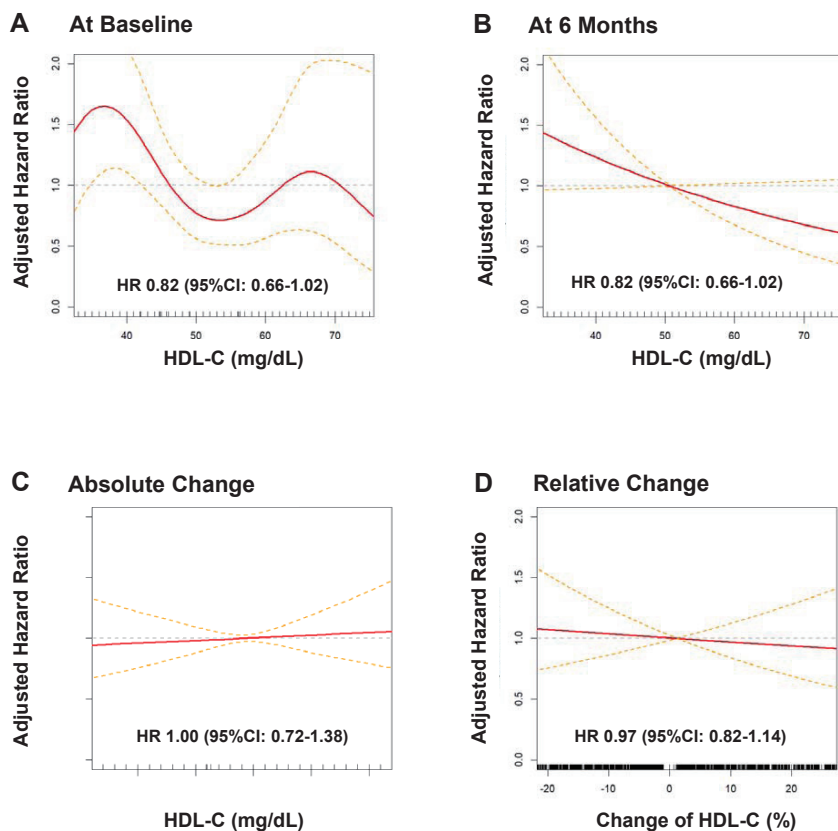 A At Baseline
Adjusted Hazard Ratio
2.0
1.5
1.0
0.5
0.0
HR 0.82 (95%CI: 0.66-1.02)
40 50 60 70
HDL-C (mg/dL)
B At 6 Months
Adjusted Hazard Ratio
2.0
1.5
1.0
0.5
0.0
HR 0.82 (95%CI: 0.66-1.02)
40 50 60 70
HDL-C (mg/dL)
C Absolute Change
Adjusted Hazard Ratio
HR 1.00 (95%CI: 0.72-1.38)
HDL-C (mg/dL)
D Relative Change
Adjusted Hazard Ratio
2.0
1.5
1.0
0.5
0.0
HR 0.97 (95%CI: 0.82-1.14)
-20 -10 0 10 20
Change of HDL-C (%)